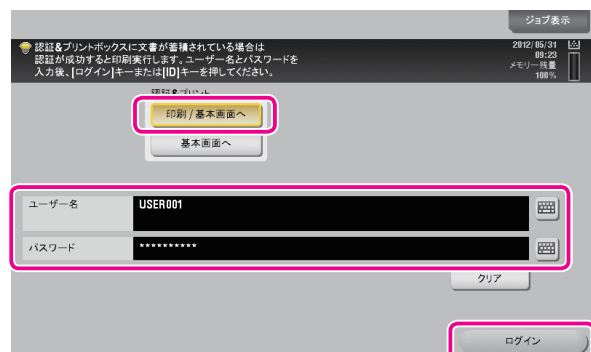 ジョブ表示
認証&プリントボックスに文書が蓄積されている場合は
認証が成功すると印刷実行します。ユーザー名とパスワードを
入力後、[ログイン]キーまたは[ID]キーを押してください。
2012/05/31
09:23
メモリー残量
100%
認証&プリント
印刷/基本画面へ
基本画面へ
ユーザー名
USER001
パスワード
**********
クリア
ログイン